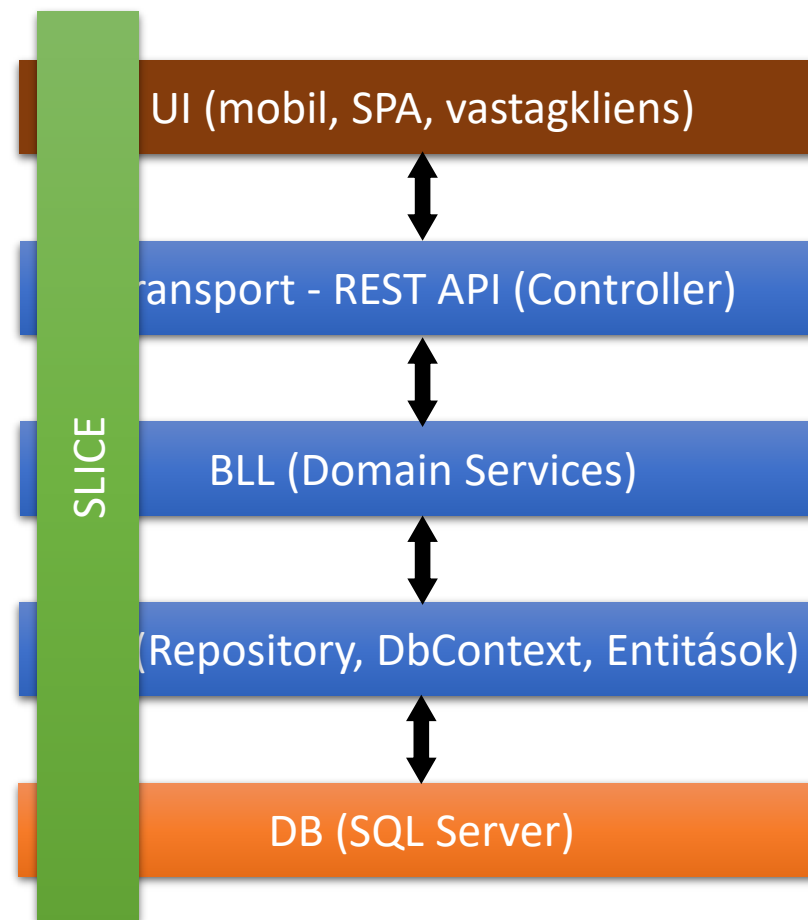 UI (mobil, SPA, vastagkliens)
ransport - REST API (Controller)
SLICE
BLL (Domain Services)
(Repository, DbContext, Entitások)
DB (SQL Server)